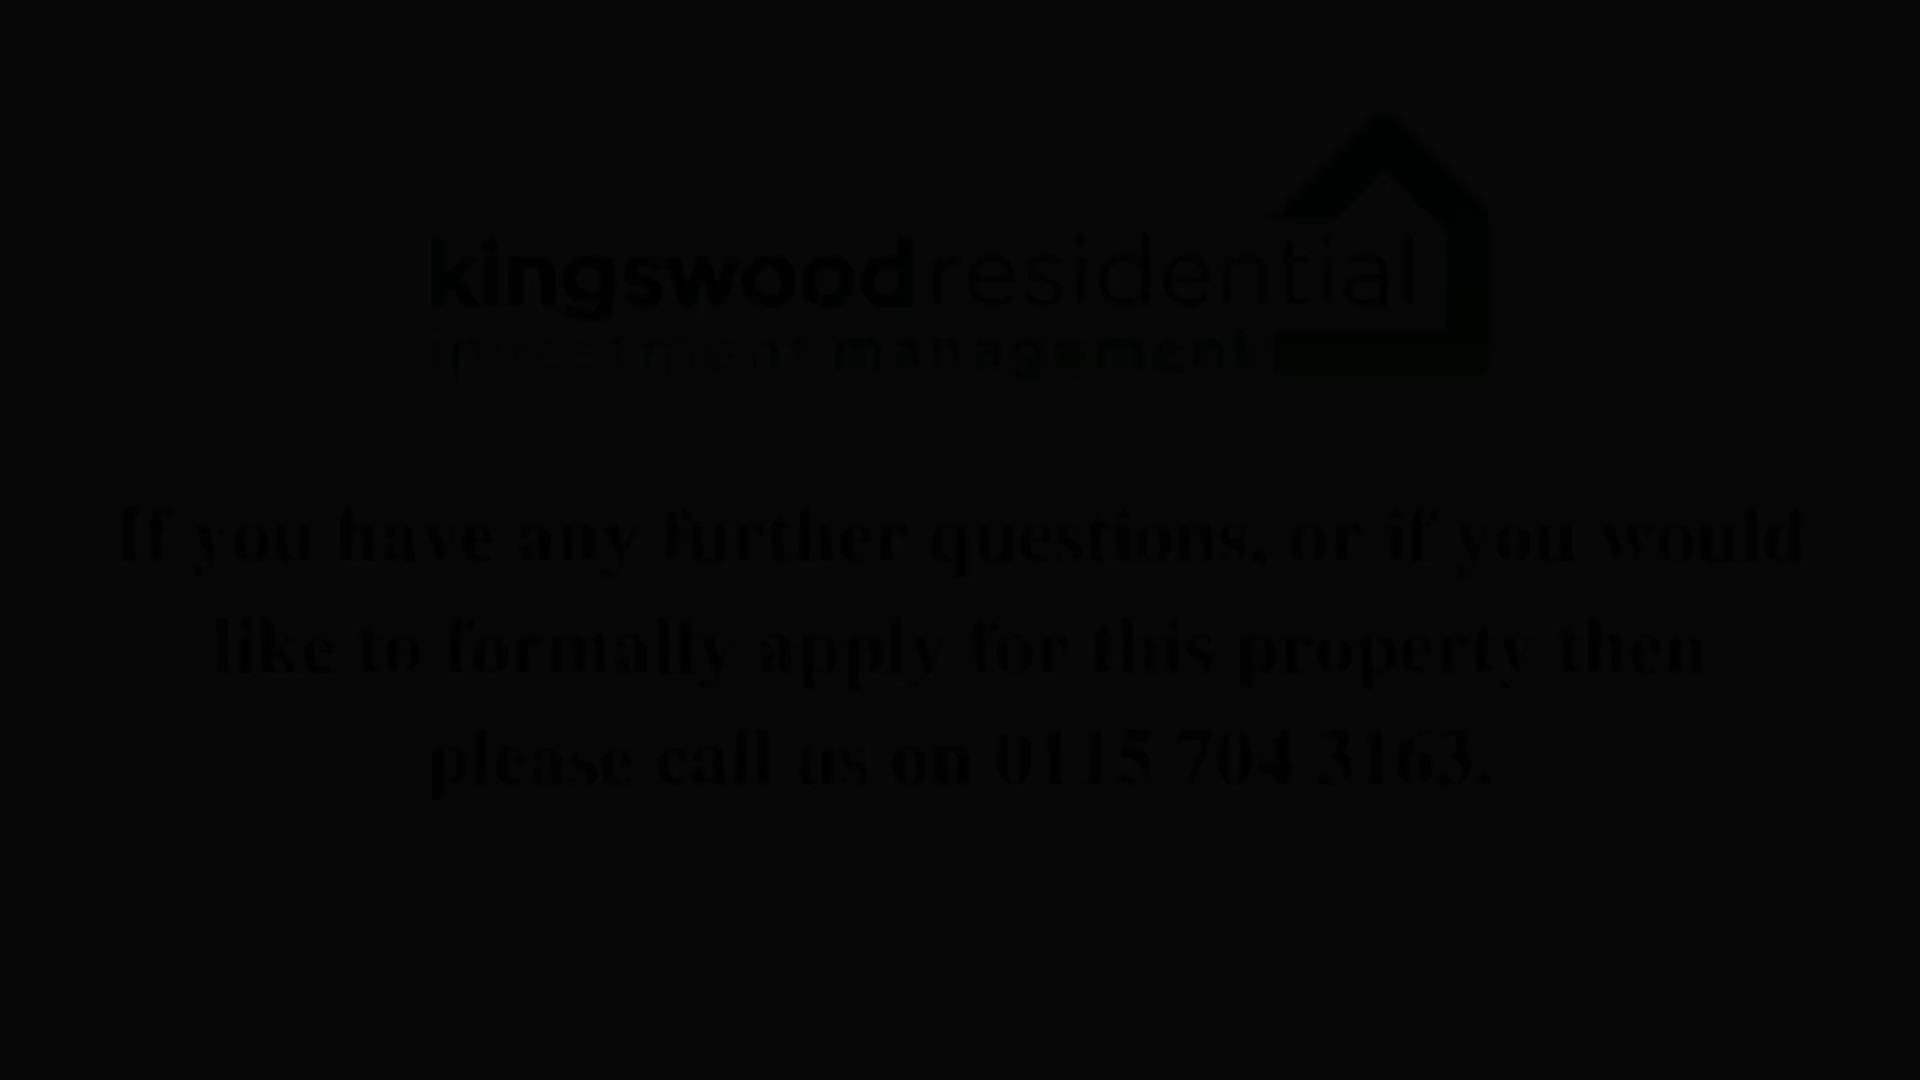 kingswoodresidential
investment management
If you have any further questions, or if you would
like to formally apply for this property then
please call us on 0115 704 3163.